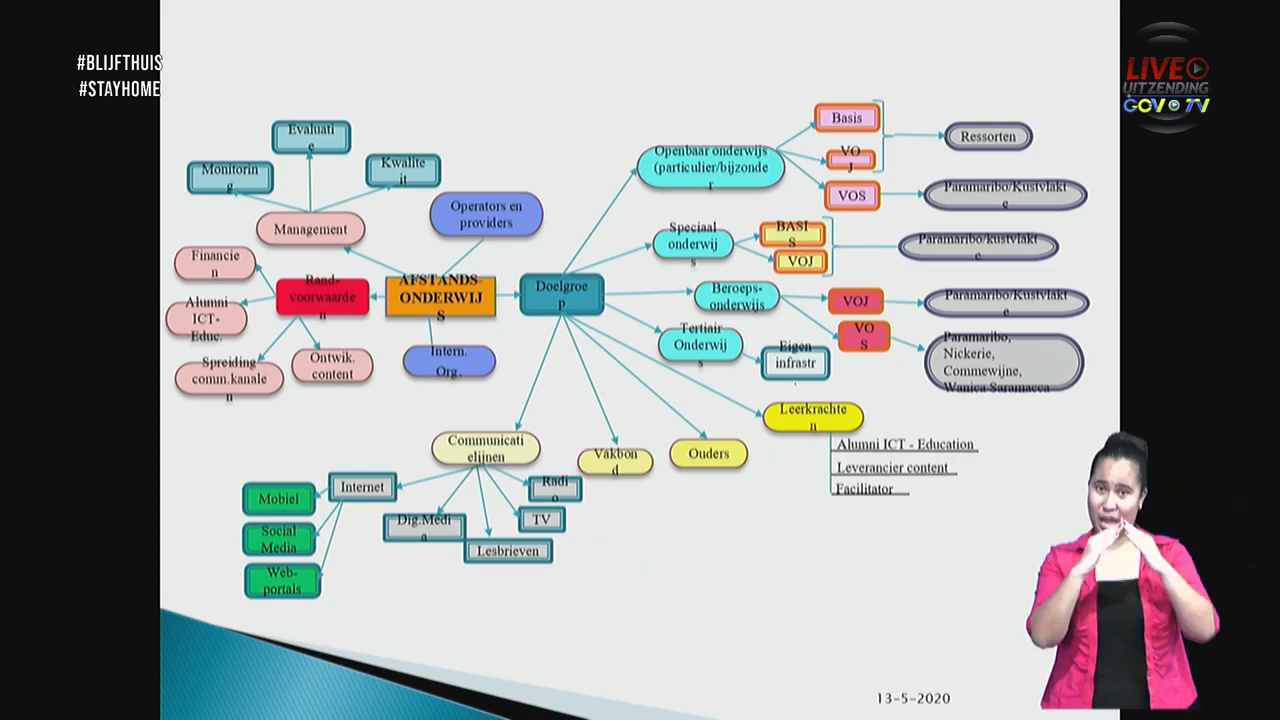 #BLIJFTHUIS
#STAYHOME
LIVE
UITZENDING
GOV TV
Evaluati
e
Monitorin
g
Kwalite
it
Management
Operators en
providers
Financie
n
Rand-
voorwaarde
n
AFSTANDS-
ONDERWIJ
S
Doelgroe
p
Alumni
ICT-
Educ.
Spreiding
comm.kanale
n
Ontwik.
content
Intern.
Org.
Openbaar onderwijs
(particulier/bijzonde
r
Basis
VO
J
VOS
Ressorten
Paramaribo/Kustvlakt
e
Speciaal
onderwij
s
BASI
S
VOJ
Paramaribo/kustvlakt
e
Beroeps-
onderwijs
VOJ
VO
S
Paramaribo/Kustvlakt
e
Paramaribo,
Nickerie,
Commewijne,
Wanica Saramacca
Tertiair
Onderwij
s
Eigen
infrastr
.
Leerkrachte
n
Alumni ICT - Education
Leverancier content
Facilitator
Ouders
Vakbon
d
Communicati
elijnen
Internet
Mobiel
Social
Media
Web-
portals
Dig.Medi
a
Lesbrieven
TV
Radi
o
13-5-2020